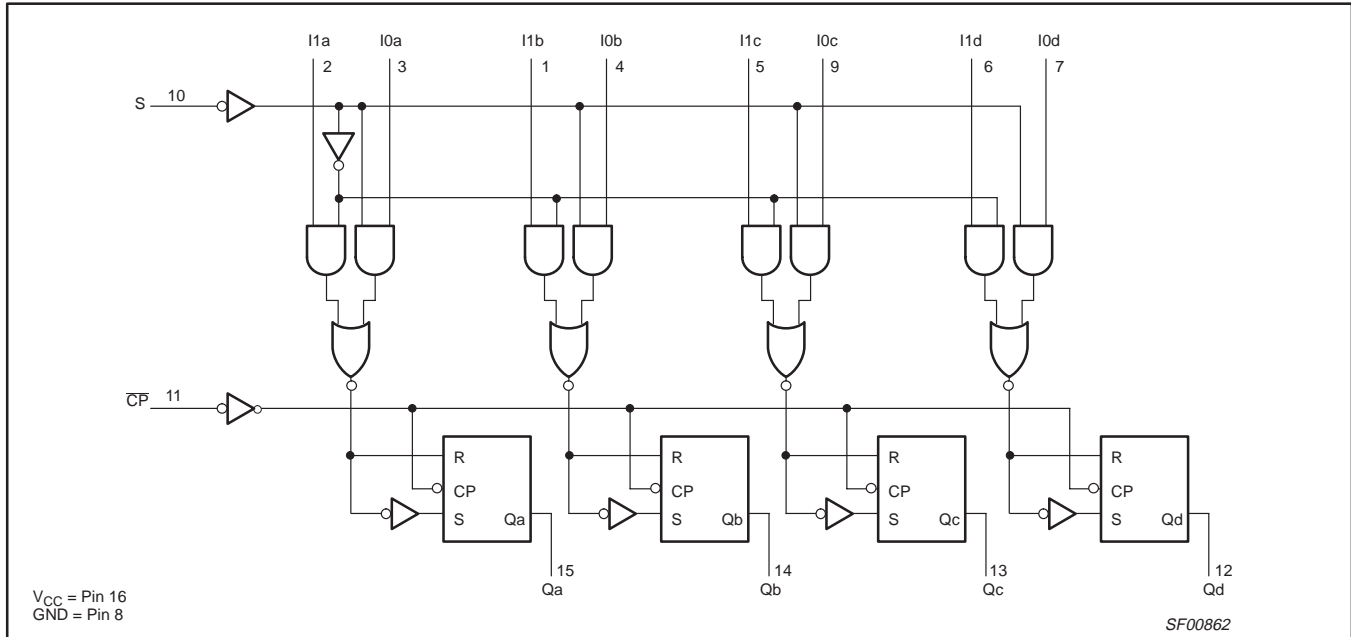 I1a I0a I1b I0b I1c I0c I1d I0d
2 3 1 4 5 9 6 7
S 10
CP 11
R R R R
CP CP CP CP
S Qa S Qb S Qc S Qd
15 14 13 12
Qa Qb Qc Qd
VCC = Pin 16
GND = Pin 8
SF00862